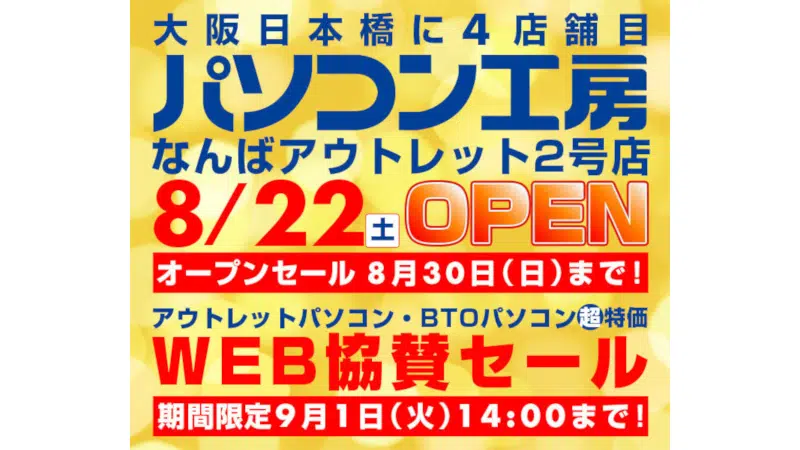 大阪日本橋に4店舗目
パソコン工房
なんばアウトレット2号店
8/22土 OPEN
オープンセール 8月30日(日)まで!
アウトレットパソコン・BTOパソコン超特価
WEB協賛セール
期間限定9月1日(火)14:00まで!